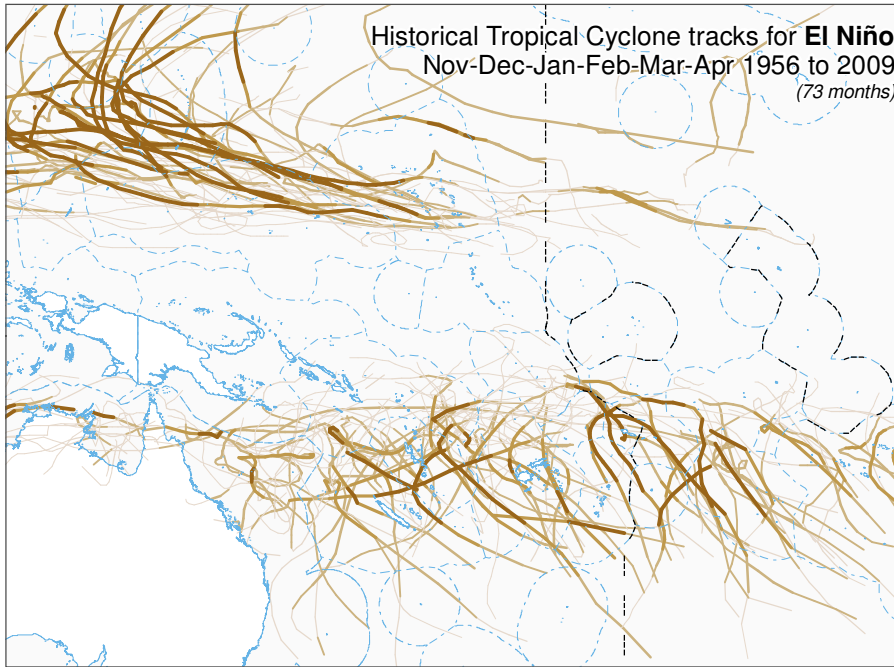 Historical Tropical Cyclone tracks for El Niño
Nov-Dec-Jan-Feb-Mar-Apr 1956 to 2009
(73 months)